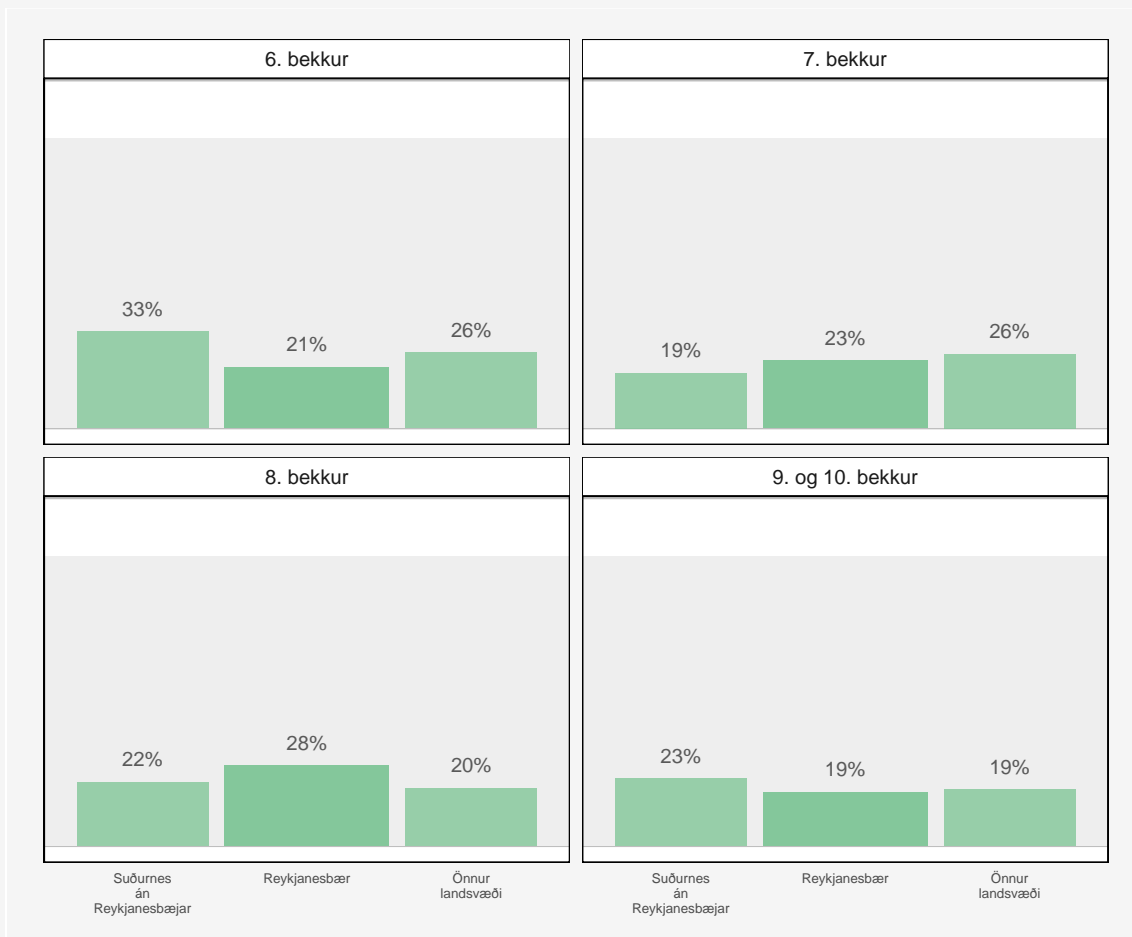 6. bekkur
33%
21%
26%
7. bekkur
19%
23%
26%
8. bekkur
22%
28%
20%
9. og 10. bekkur
23%
19%
19%
Suðurnes
án
Reykjanesbæjar
Reykjanesbær
Önnur
landsvæði
Suðurnes
án
Reykjanesbæjar
Reykjanesbær
Önnur
landsvæði